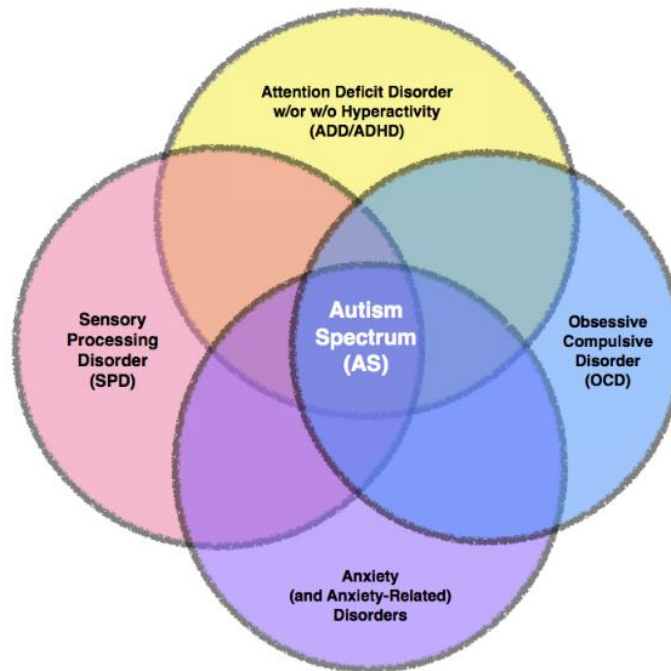 Attention Deficit Disorder
w/or w/o Hyperactivity
(ADD/ADHD)
Sensory
Processing
Disorder
(SPD)
Autism
Spectrum
(AS)
Obsessive
Compulsive
Disorder
(OCD)
Anxiety
(and Anxiety-Related)
Disorders